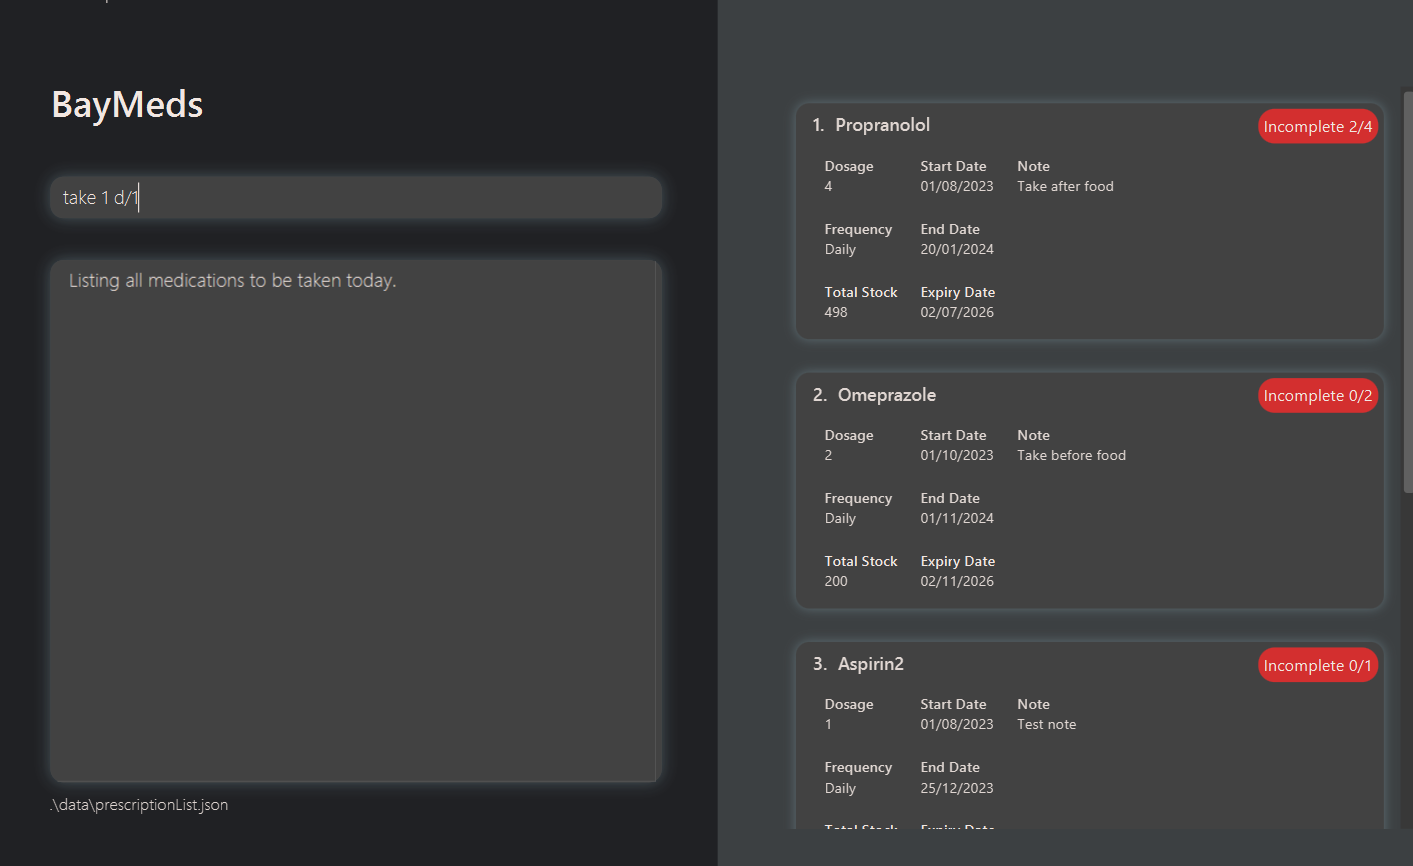 BayMeds
take 1 d/1
Listing all medications to be taken today.
.\data\prescriptionList.json
1. Propranolol
Incomplete 2/4
Dosage Start Date Note
4 01/08/2023 Take after food
Frequency End Date
Daily 20/01/2024
Total Stock Expiry Date
498 02/07/2026
2. Omeprazole
Incomplete 0/2
Dosage Start Date Note
2 01/10/2023 Take before food
Frequency End Date
Daily 01/11/2024
Total Stock Expiry Date
200 02/11/2026
3. Aspirin2
Incomplete 0/1
Dosage Start Date Note
1 01/08/2023 Test note
Frequency End Date
Daily 25/12/2023
Total Stock Expiry Date